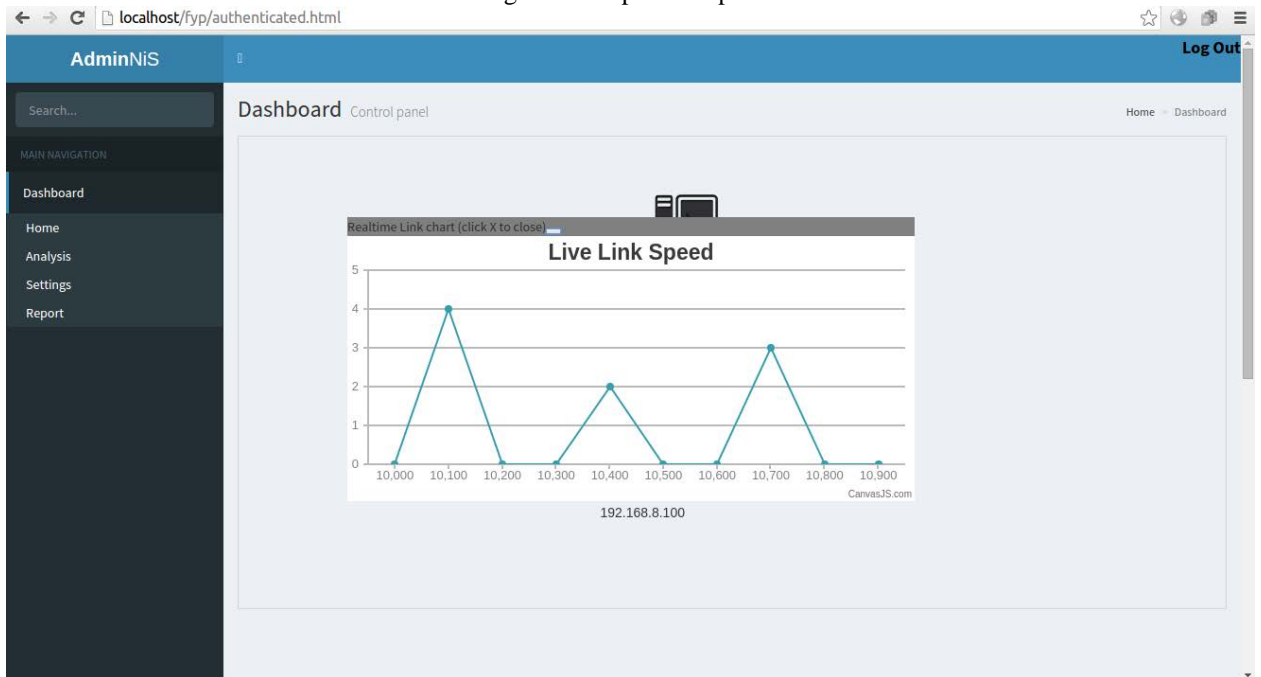 localhost/fyp/authenticated.html
AdminNiS
Log Out
Search...
Dashboard Control panel
Home Dashboard
MAIN NAVIGATION
Dashboard
Home
Analysis
Settings
Report
Realtime Link chart (click X to close)
Live Link Speed
5
4
3
2
1
0
10,000 10,100 10,200 10,300 10,400 10,500 10,600 10,700 10,800 10,900
CanvasJS.com
192.168.8.100